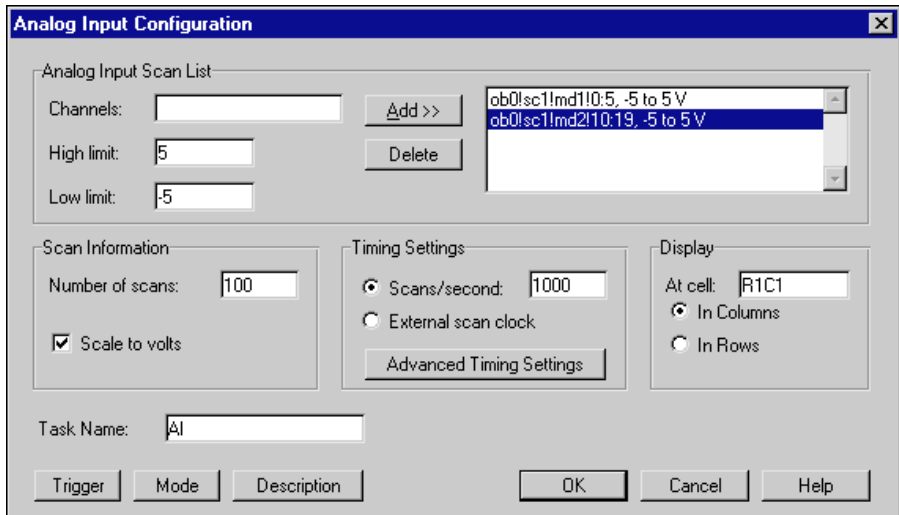 Analog Input Configuration
Analog Input Scan List
Channels:
Add >>
ob0!sc1!md1!0:5, -5 to 5 V
ob0!sc1!md2!10:19, -5 to 5 V
High limit: 5
Delete
Low limit: -5
Scan Information
Number of scans: 100
Scale to volts
Timing Settings
Scans/second: 1000
External scan clock
Advanced Timing Settings
Display
At cell: R1C1
In Columns
In Rows
Task Name: AI
Trigger
Mode
Description
OK
Cancel
Help